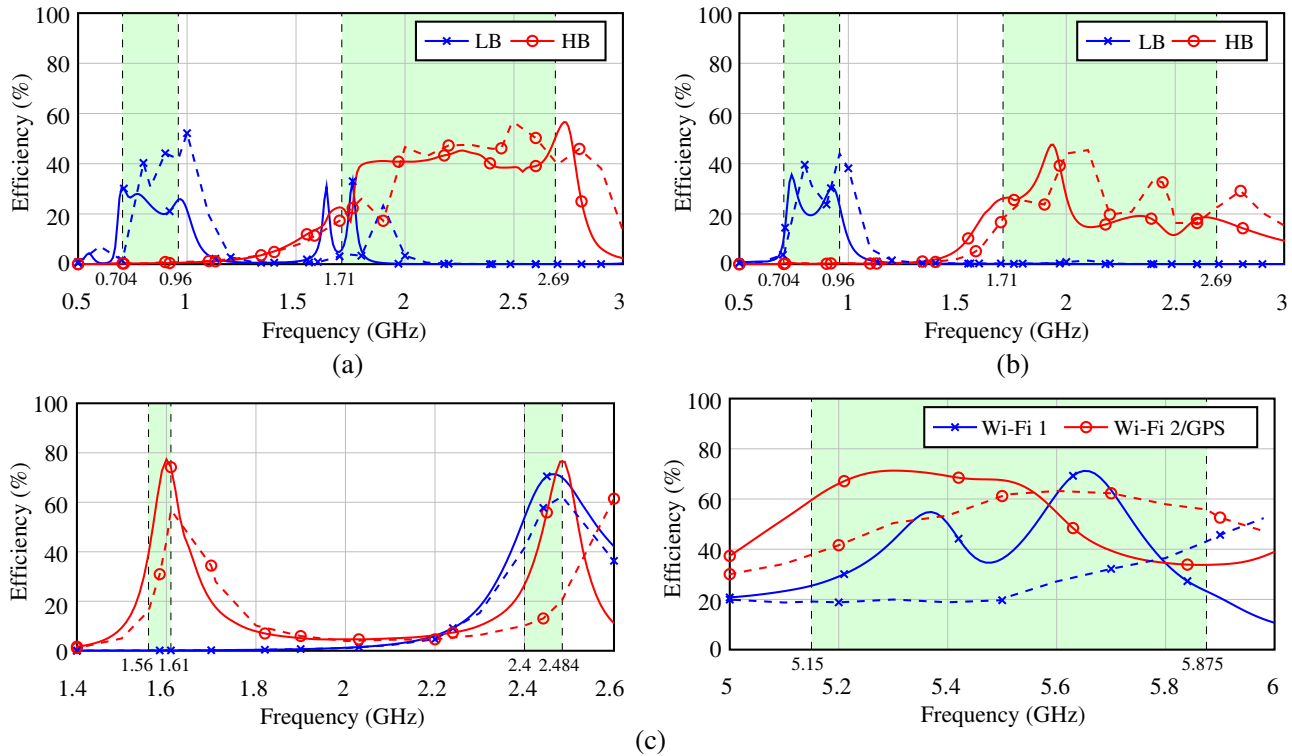 100
80
60
40
20
0
Efficiency (%)
LB HB
0.704 0.96 1.71 2.69
0.5 1 1.5 2 2.5 3
Frequency (GHz)
(a)
100
80
60
40
20
0
Efficiency (%)
LB HB
0.704 0.96 1.71 2.69
0.5 1 1.5 2 2.5 3
Frequency (GHz)
(b)
100
80
60
40
20
0
Efficiency (%)
1.56 1.61 2.4 2.484
1.4 1.6 1.8 2 2.2 2.4 2.6
Frequency (GHz)
100
80
60
40
20
0
Efficiency (%)
Wi-Fi 1 Wi-Fi 2/GPS
5.15 5.875
5 5.2 5.4 5.6 5.8 6
Frequency (GHz)
(c)